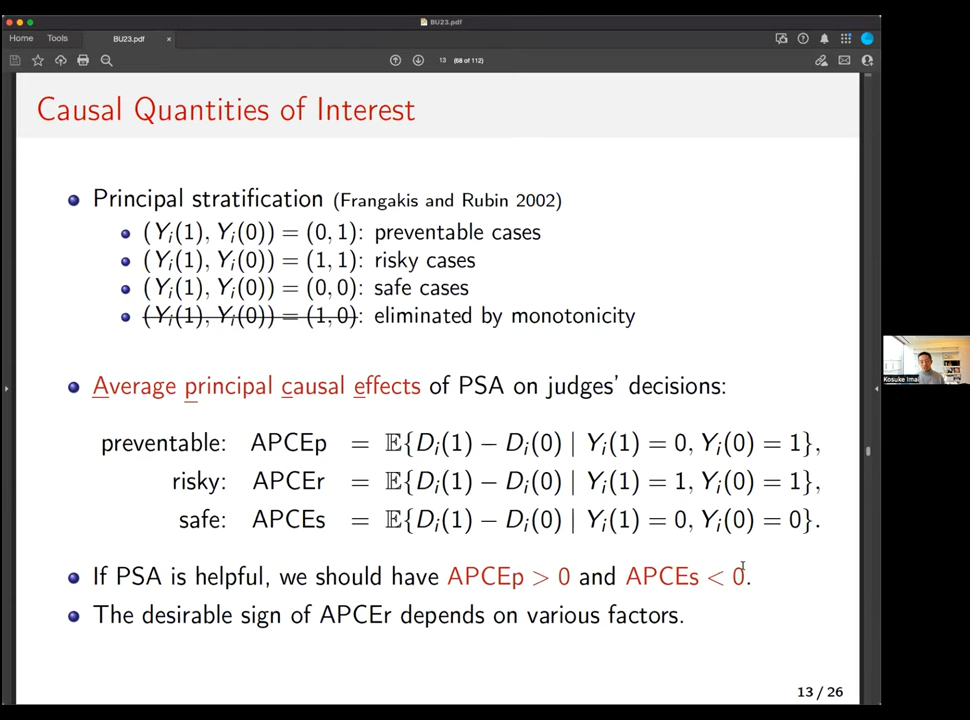 BU23.pdf
Home Tools BU23.pdf ×
13 (68 of 112)
Causal Quantities of Interest
Principal stratification (Frangakis and Rubin 2002)
(Yi(1), Yi(0)) = (0, 1): preventable cases
(Yi(1), Yi(0)) = (1, 1): risky cases
(Yi(1), Yi(0)) = (0, 0): safe cases
(Yi(1), Yi(0)) = (1, 0): eliminated by monotonicity
Average principal causal effects of PSA on judges' decisions:
preventable: APCEp = 𝔼{Di(1) − Di(0) | Yi(1) = 0, Yi(0) = 1},
risky: APCEr = 𝔼{Di(1) − Di(0) | Yi(1) = 1, Yi(0) = 1},
safe: APCEs = 𝔼{Di(1) − Di(0) | Yi(1) = 0, Yi(0) = 0}.
If PSA is helpful, we should have APCEp > 0 and APCEs < 0.
The desirable sign of APCEr depends on various factors.
13 / 26
Kosuke Imai